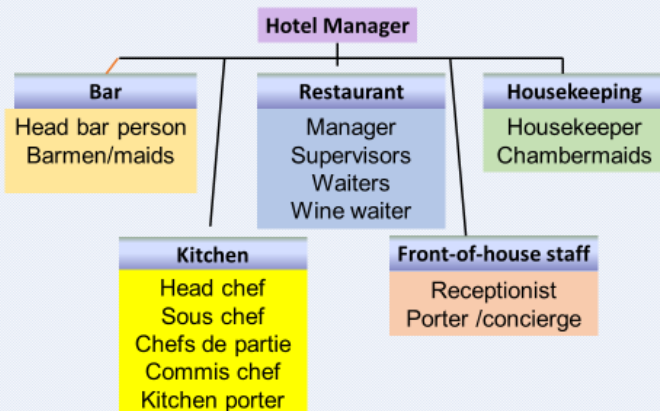 Hotel Manager
Bar
Head bar person
Barmen/maids
Restaurant
Manager
Supervisors
Waiters
Wine waiter
Housekeeping
Housekeeper
Chambermaids
Kitchen
Head chef
Sous chef
Chefs de partie
Commis chef
Kitchen porter
Front-of-house staff
Receptionist
Porter /concierge